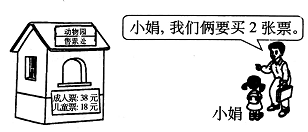 动物园
售票处
成人票:38元
儿童票:18元
小娟,我们俩要买2张票。
小娟